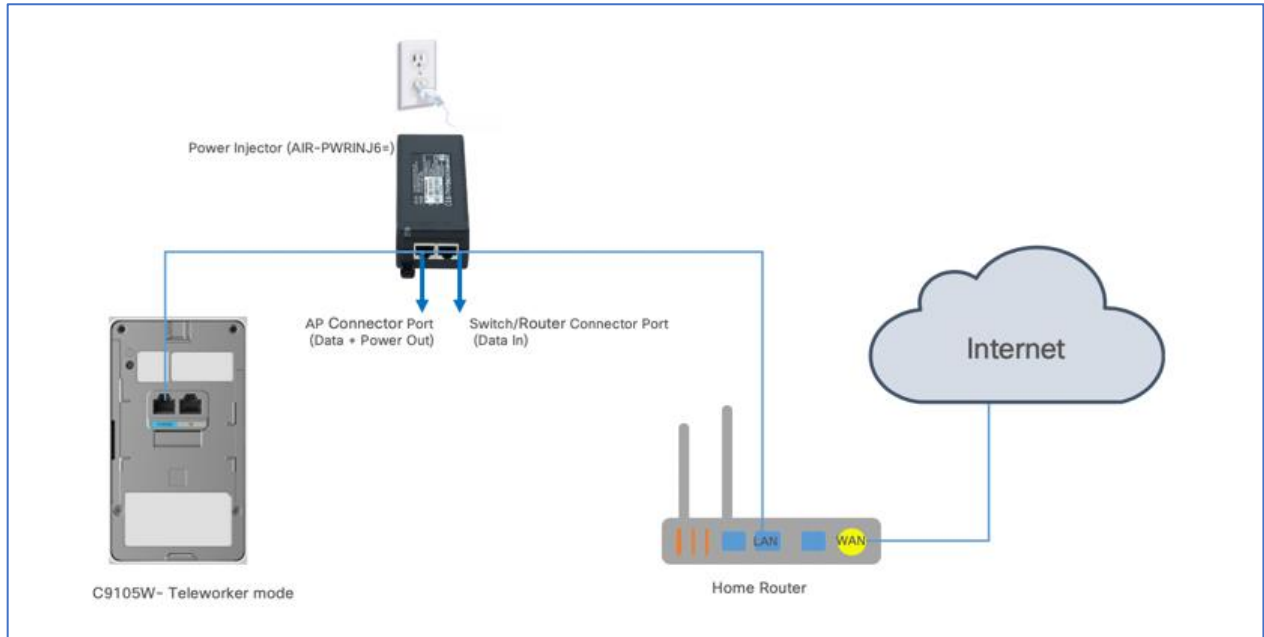 Power Injector (AIR-PWRINJ6=)
AP Connector Port
(Data + Power Out)
Switch/Router Connector Port
(Data In)
Internet
LAN
WAN
Home Router
C9105W- Teleworker mode